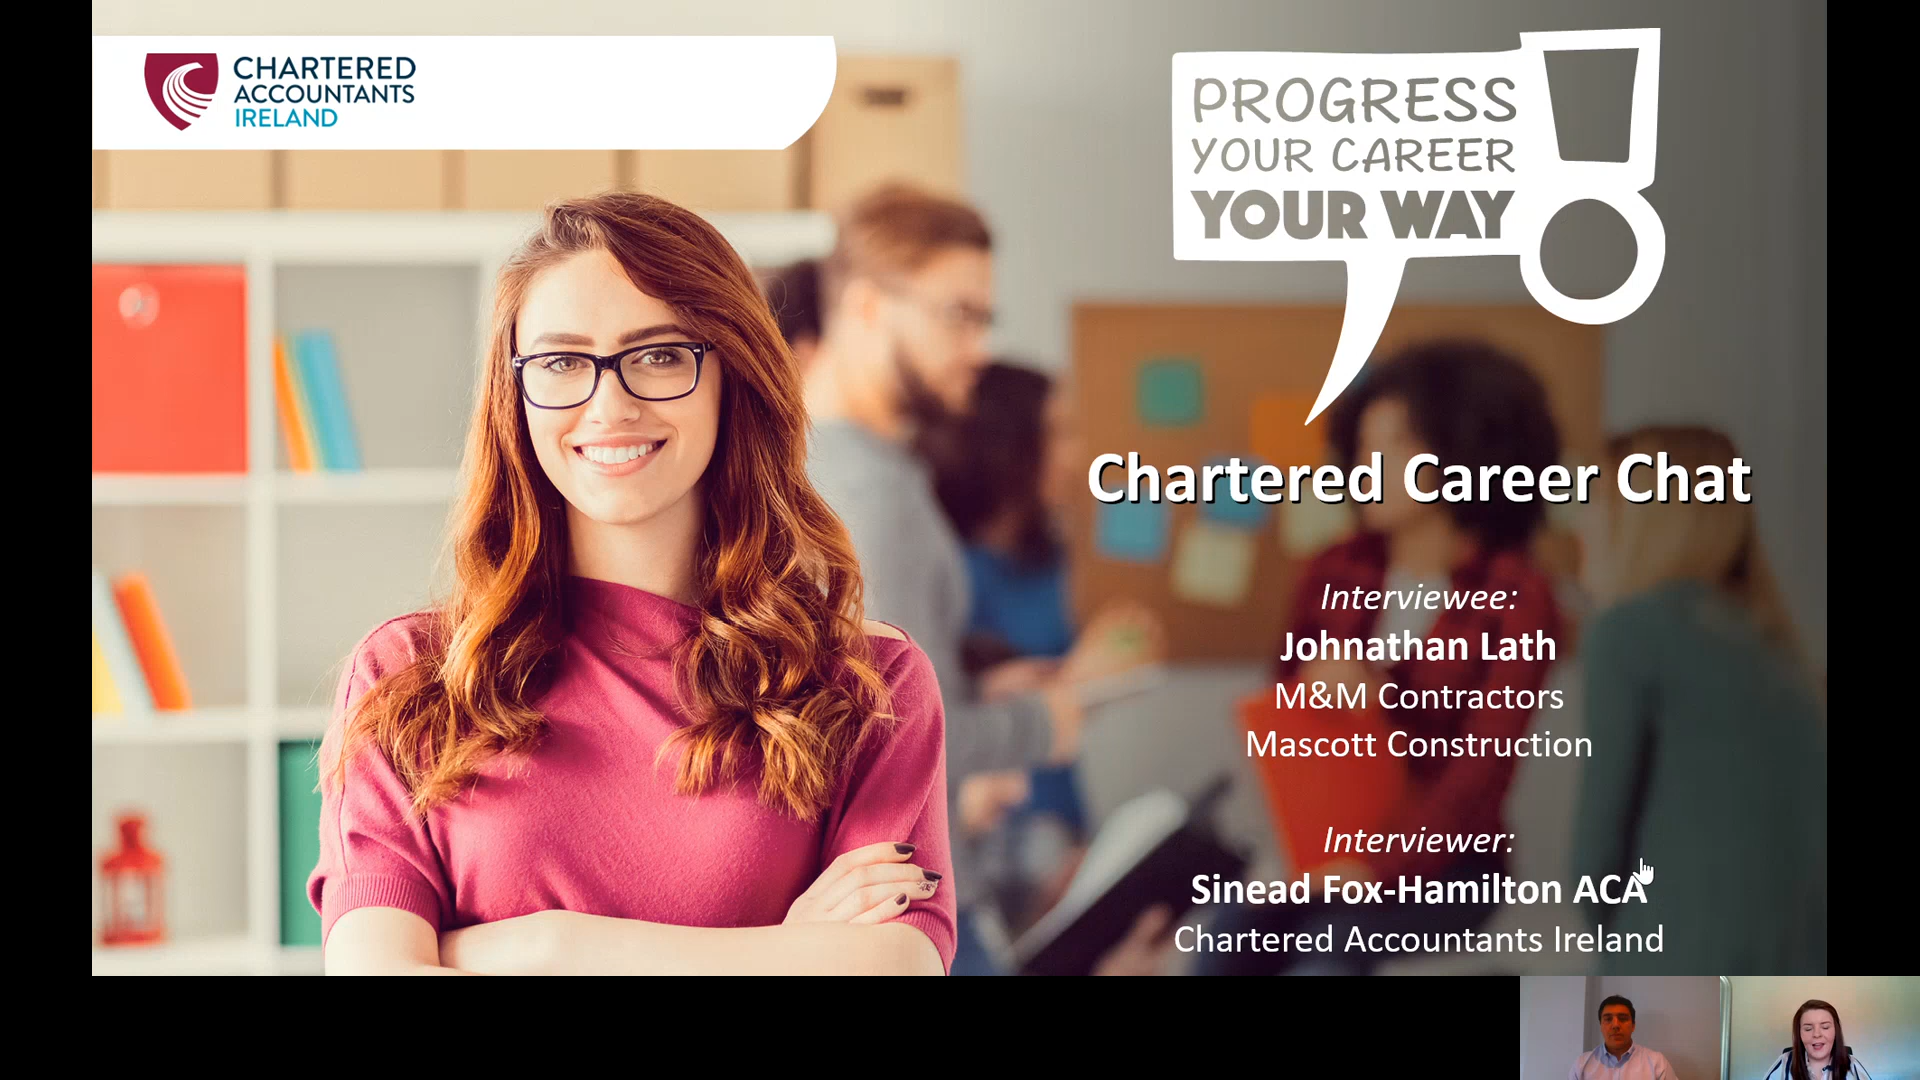 CHARTERED
ACCOUNTANTS
IRELAND
PROGRESS
YOUR CAREER
YOUR WAY
Chartered Career Chat
Interviewee:
Johnathan Lath
M&M Contractors
Mascott Construction
Interviewer:
Sinead Fox-Hamilton ACA
Chartered Accountants Ireland